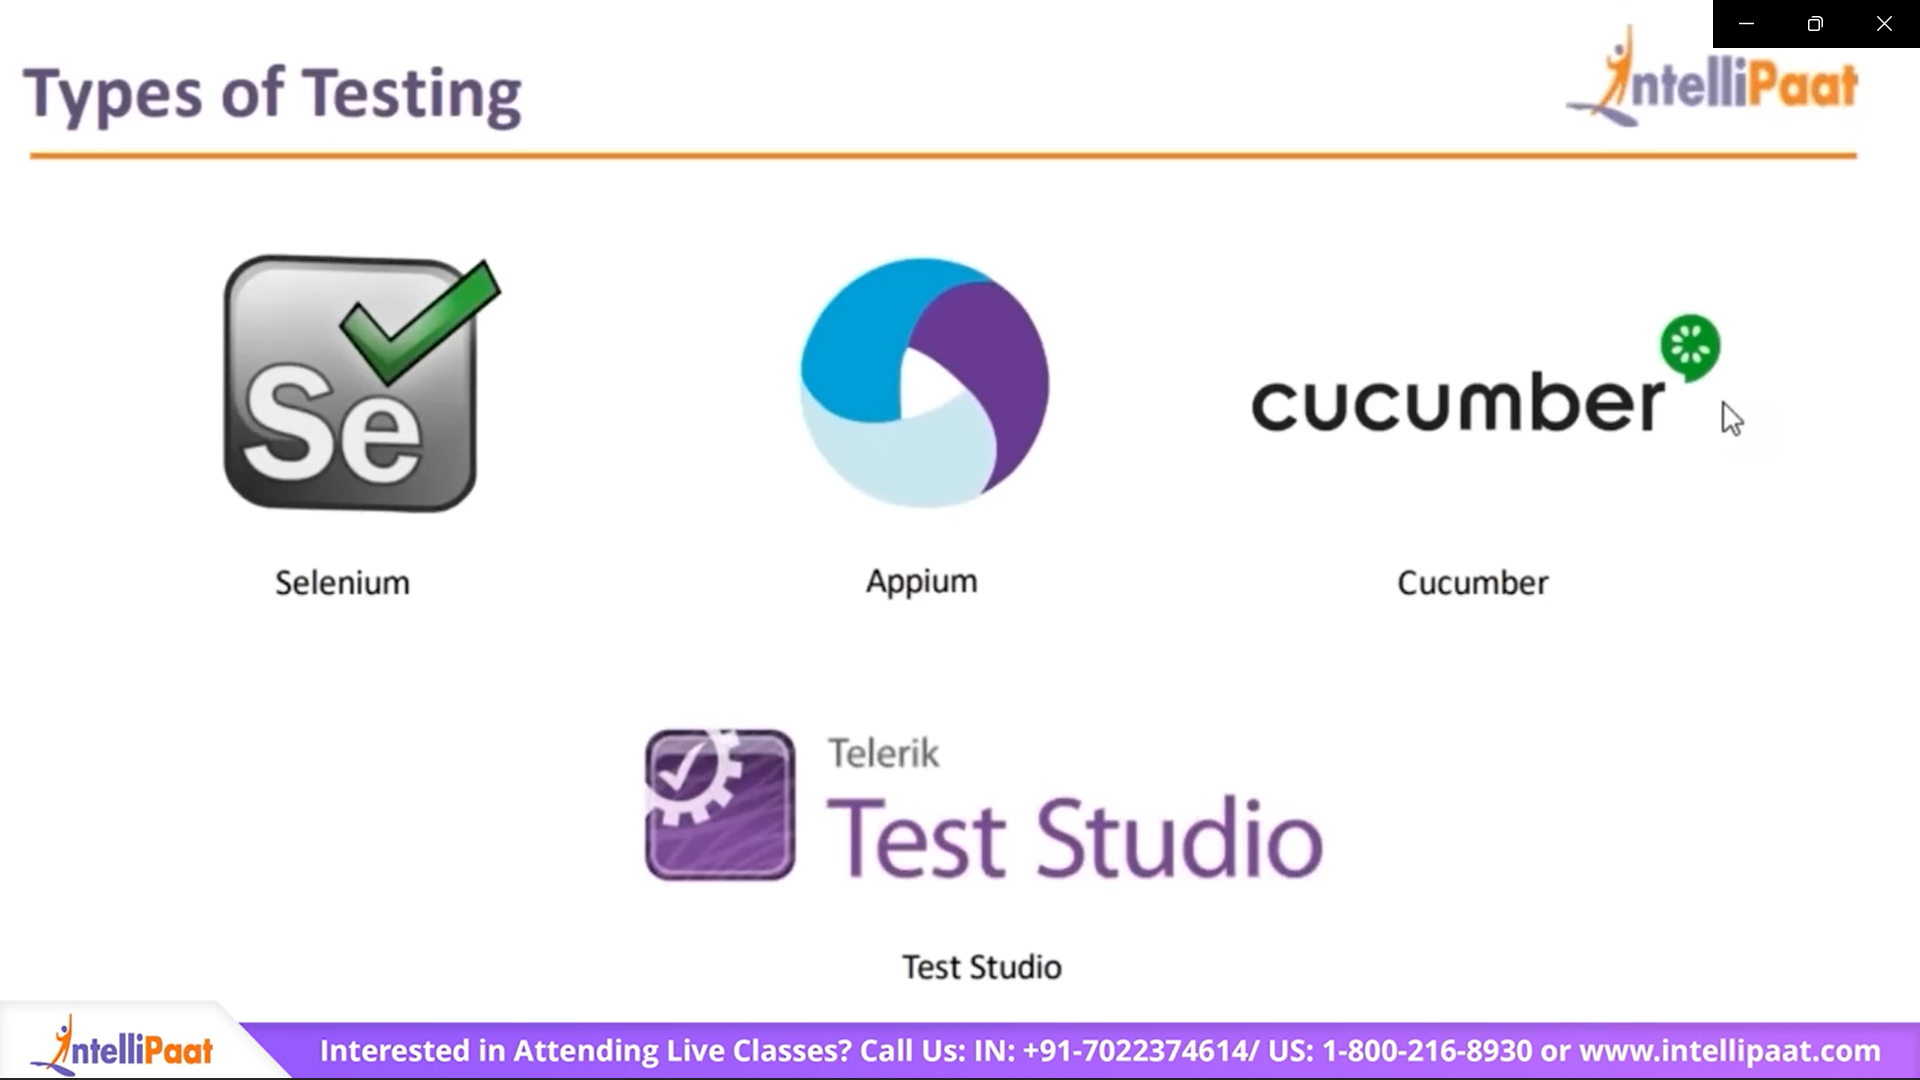 Types of Testing
IntelliPaat
Se
cucumber
Selenium
Appium
Cucumber
Telerik
Test Studio
Test Studio
IntelliPaat
Interested in Attending Live Classes? Call Us: IN: +91-7022374614/ US: 1-800-216-8930 or www.intellipaat.com